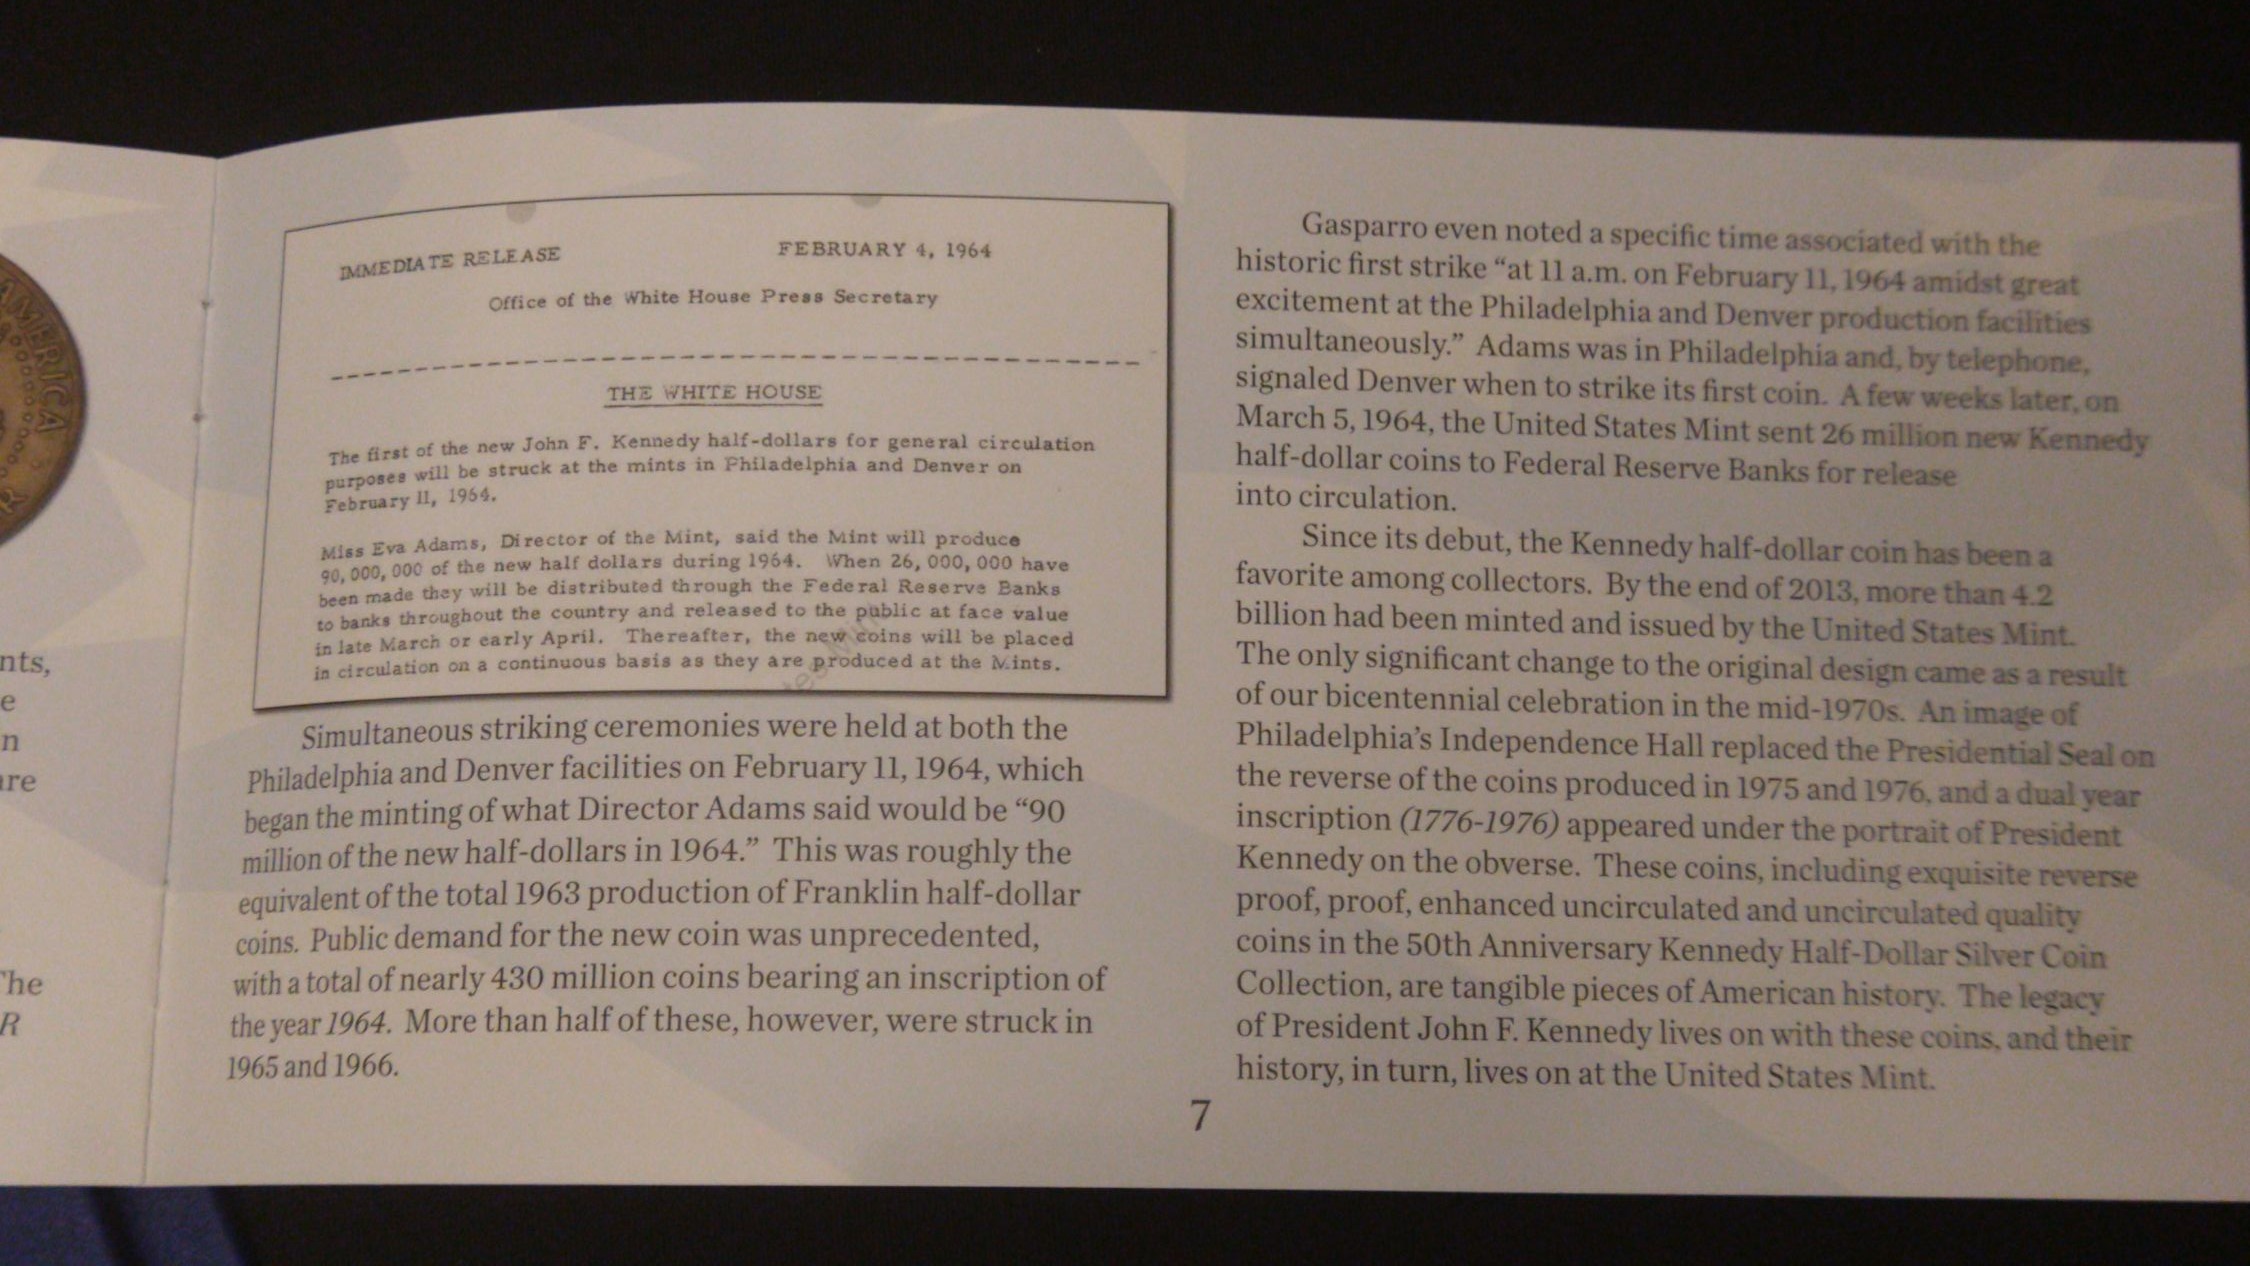 AMERICA
nts,
e
n
are
The
R
IMMEDIATE RELEASE
FEBRUARY 4, 1964
Office of the White House Press Secretary
THE WHITE HOUSE
The first of the new John F. Kennedy half-dollars for general circulation
purposes will be struck at the mints in Philadelphia and Denver on
February 11, 1964.
Miss Eva Adams, Director of the Mint, said the Mint will produce
90,000,000 of the new half dollars during 1964. When 26,000,000 have
been made they will be distributed through the Federal Reserve Banks
to banks throughout the country and released to the public at face value
in late March or early April. Thereafter, the new coins will be placed
in circulation on a continuous basis as they are produced at the Mints.
Simultaneous striking ceremonies were held at both the
Philadelphia and Denver facilities on February 11, 1964, which
began the minting of what Director Adams said would be “90
million of the new half-dollars in 1964.” This was roughly the
equivalent of the total 1963 production of Franklin half-dollar
coins. Public demand for the new coin was unprecedented,
with a total of nearly 430 million coins bearing an inscription of
the year 1964. More than half of these, however, were struck in
1965 and 1966.
Gasparro even noted a specific time associated with the
historic first strike “at 11 a.m. on February 11, 1964 amidst great
excitement at the Philadelphia and Denver production facilities
simultaneously.” Adams was in Philadelphia and, by telephone,
signaled Denver when to strike its first coin. A few weeks later, on
March 5, 1964, the United States Mint sent 26 million new Kennedy
half-dollar coins to Federal Reserve Banks for release
into circulation.
Since its debut, the Kennedy half-dollar coin has been a
favorite among collectors. By the end of 2013, more than 4.2
billion had been minted and issued by the United States Mint.
The only significant change to the original design came as a result
of our bicentennial celebration in the mid-1970s. An image of
Philadelphia’s Independence Hall replaced the Presidential Seal on
the reverse of the coins produced in 1975 and 1976, and a dual year
inscription (1776-1976) appeared under the portrait of President
Kennedy on the obverse. These coins, including exquisite reverse
proof, proof, enhanced uncirculated and uncirculated quality
coins in the 50th Anniversary Kennedy Half-Dollar Silver Coin
Collection, are tangible pieces of American history. The legacy
of President John F. Kennedy lives on with these coins, and their
history, in turn, lives on at the United States Mint.
7